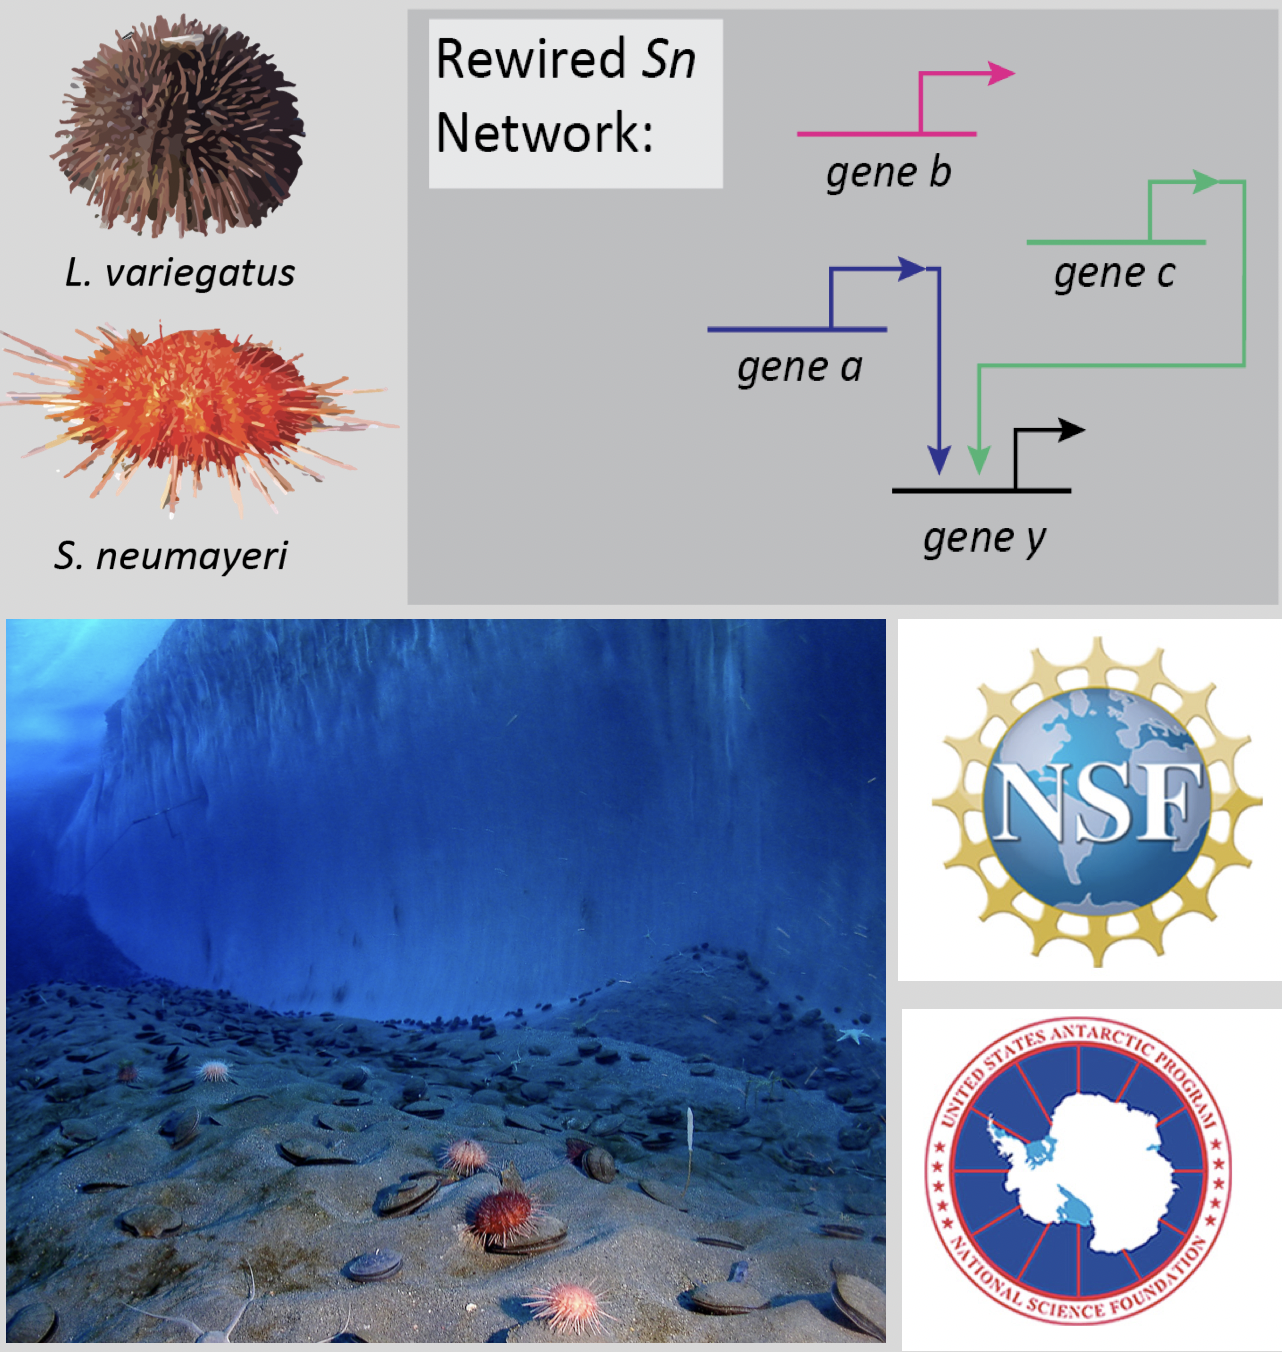 Rewired Sn
Network:
gene b
gene c
gene a
gene y
L. variegatus
S. neumayeri
NSF
UNITED STATES ANTARCTIC PROGRAM
NATIONAL SCIENCE FOUNDATION